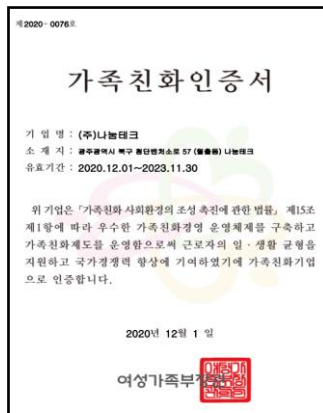 제 2020 - 0076호
가족친화인증서
기 업 명 : (주)나눔테크
소 재 지 : 광주광역시 북구 첨단벤처소로 57 (월출동) 나눔테크
유효기간 : 2020.12.01~2023.11.30
위 기업은 「가족친화 사회환경의 조성 촉진에 관한 법률」 제15조
제1항에 따라 우수한 가족친화경영 운영체제를 구축하고
가족친화제도를 운영함으로써 근로자의 일 · 생활 균형을
지원하고 국가경쟁력 향상에 기여하였기에 가족친화기업
으로 인증합니다.
2020년 12월 1 일
여성가족부장관